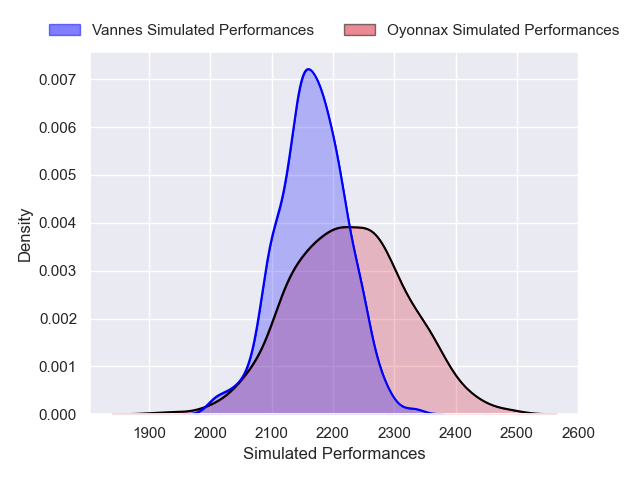 Vannes Simulated Performances
Oyonnax Simulated Performances
0.007
0.006
0.005
0.004
0.003
0.002
0.001
0.000
Density
1900 2000 2100 2200 2300 2400 2500 2600
Simulated Performances